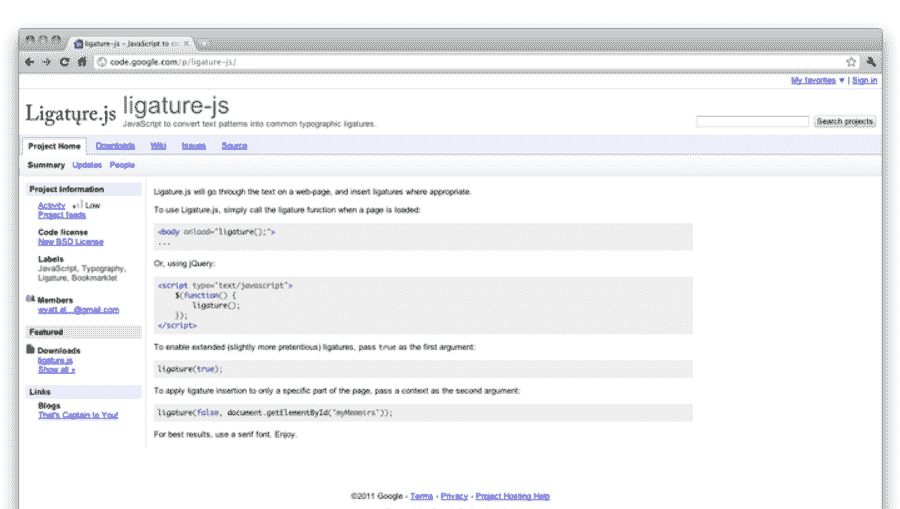 ligature-js - JavaScript to
code.google.com/p/ligature-js/
My favorites ▼ | Sign in
Ligature.js ligature-js
JavaScript to convert text patterns into common typographic ligatures.
Search projects
Project Home Downloads Wiki Issues Source
Summary Updates People
Project Information
Activity Low
Project feeds
Code license
New BSD License
Labels
JavaScript, Typography,
Ligature, Bookmarklet
Members
wyatt.al...@gmail.com
Featured
Downloads
ligature.js
Show all »
Links
Blogs
That's Captain to You!
Ligature.js will go through the text on a web-page, and insert ligatures where appropriate.
To use Ligature.js, simply call the ligature function when a page is loaded:
<body onload="ligature();">
...
Or, using jQuery:
<script type="text/javascript">
$(function() {
ligature();
});
</script>
To enable extended (slightly more pretentious) ligatures, pass true as the first argument:
ligature(true);
To apply ligature insertion to only a specific part of the page, pass a context as the second argument:
ligature(false, document.getElementById("myMemoirs"));
For best results, use a serif font. Enjoy.
©2011 Google - Terms - Privacy - Project Hosting Help